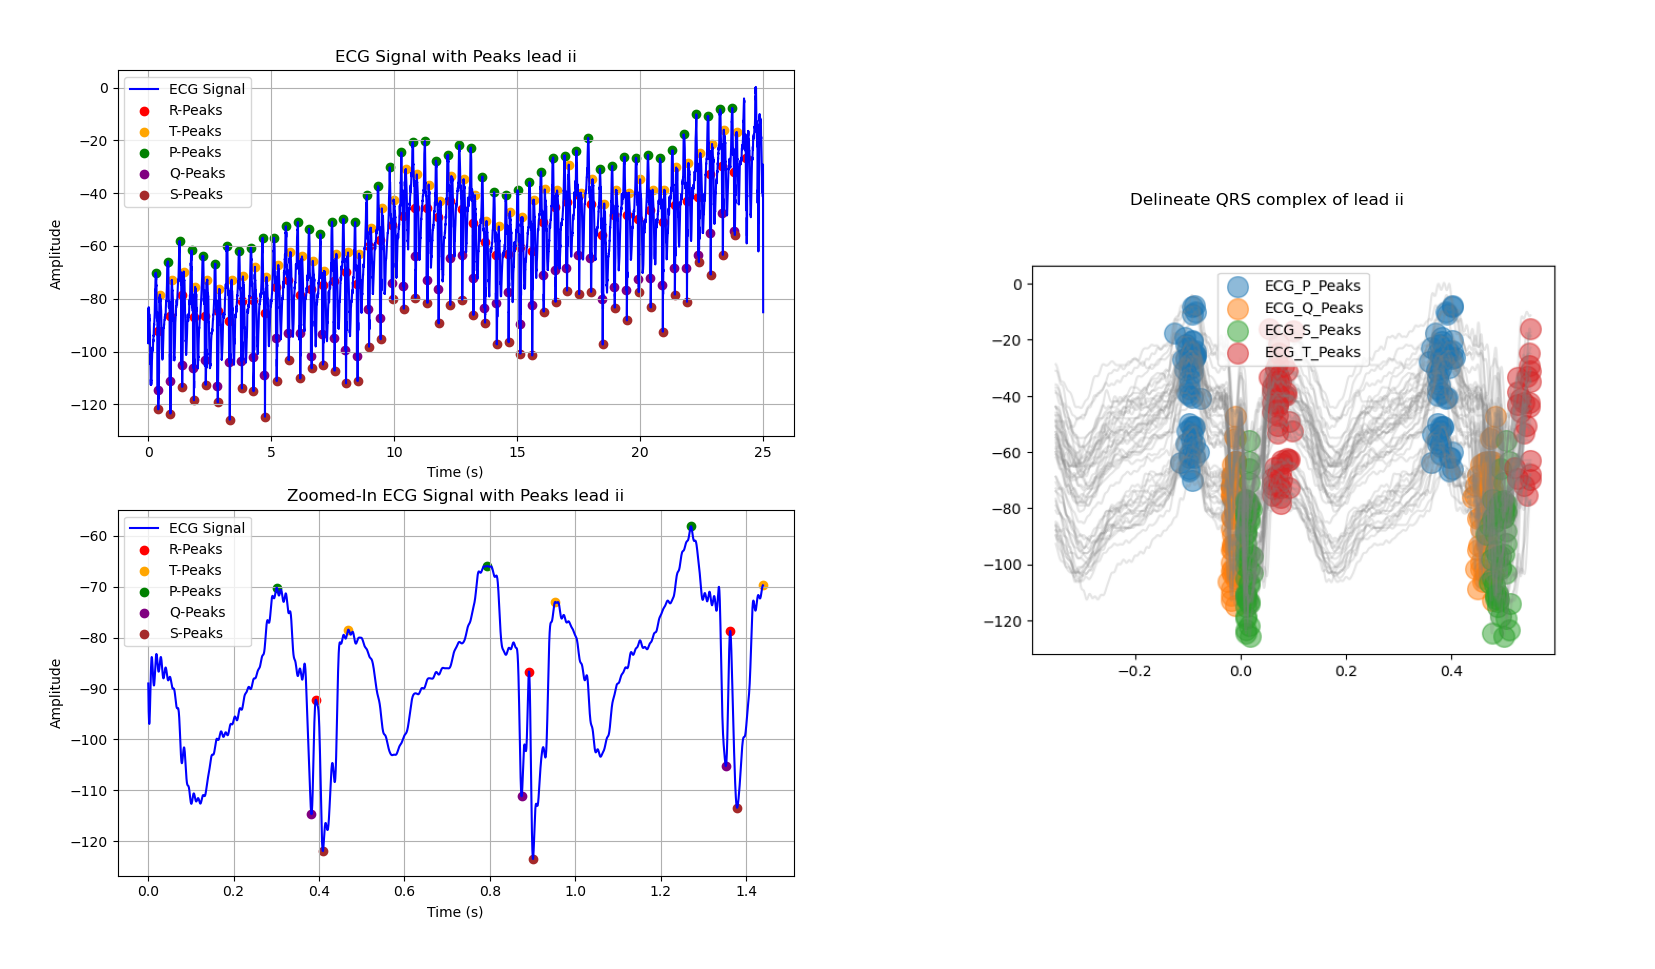 ECG Signal with Peaks lead ii
ECG Signal
R-Peaks
T-Peaks
P-Peaks
Q-Peaks
S-Peaks
Amplitude
0
−20
−40
−60
−80
−100
−120
0 5 10 15 20 25
Time (s)
Zoomed-In ECG Signal with Peaks lead ii
ECG Signal
R-Peaks
T-Peaks
P-Peaks
Q-Peaks
S-Peaks
Amplitude
−60
−70
−80
−90
−100
−110
−120
0.0 0.2 0.4 0.6 0.8 1.0 1.2 1.4
Time (s)
Delineate QRS complex of lead ii
ECG_P_Peaks
ECG_Q_Peaks
ECG_S_Peaks
ECG_T_Peaks
0
−20
−40
−60
−80
−100
−120
−0.2 0.0 0.2 0.4